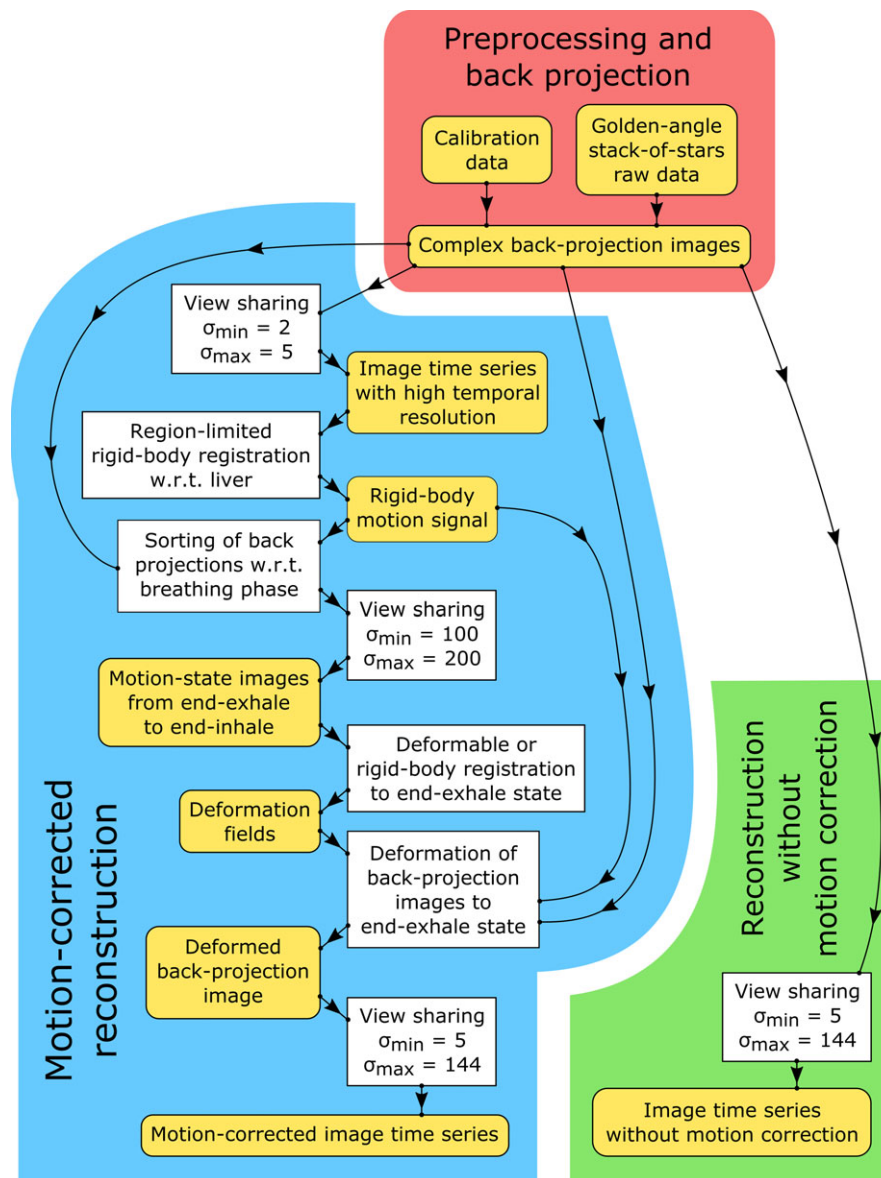 Preprocessing and
back projection
Calibration
data
Golden-angle
stack-of-stars
raw data
Complex back-projection images
View sharing
σmin = 2
σmax = 5
Image time series
with high temporal
resolution
Region-limited
rigid-body registration
w.r.t. liver
Rigid-body
motion signal
Sorting of back
projections w.r.t.
breathing phase
View sharing
σmin = 100
σmax = 200
Motion-state images
from end-exhale
to end-inhale
Deformable or
rigid-body registration
to end-exhale state
Deformation
fields
Deformation of
back-projection
images to
end-exhale state
Deformed
back-projection
image
View sharing
σmin = 5
σmax = 144
Motion-corrected image time series
Motion-corrected
reconstruction
Reconstruction
without
motion correction
View sharing
σmin = 5
σmax = 144
Image time series
without motion correction